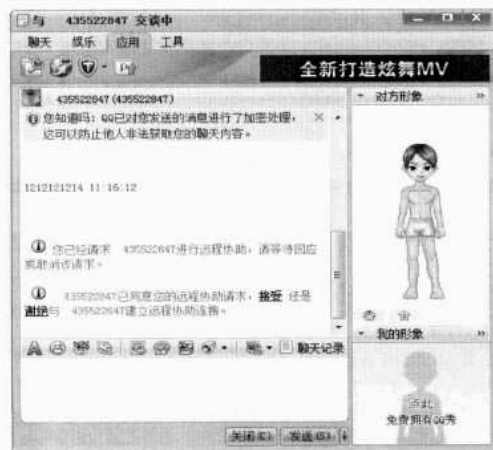 与 435522847 交谈中
聊天 娱乐 应用 工具
全新打造炫舞MV
435522847 (435522847)
您知道吗: QQ已对您发送的消息进行了加密处理,
这可以防止他人非法获取您的聊天内容。
1212121214 11:16:12
您已经请求 435522847进行远程协助, 请等待回应
或取消该请求。
435522847已同意您的远程协助请求, 接受 还是
谢绝与 435522847建立远程协助连接。
聊天记录
关闭(C) 发送(S)
对方形象
我的形象
点此
免费拥有QQ秀